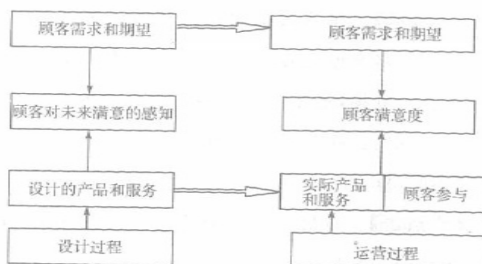 顾客需求和期望
顾客需求和期望
顾客对未来满意的感知
顾客满意度
设计的产品和服务
实际产品
和服务
顾客参与
设计过程
运营过程